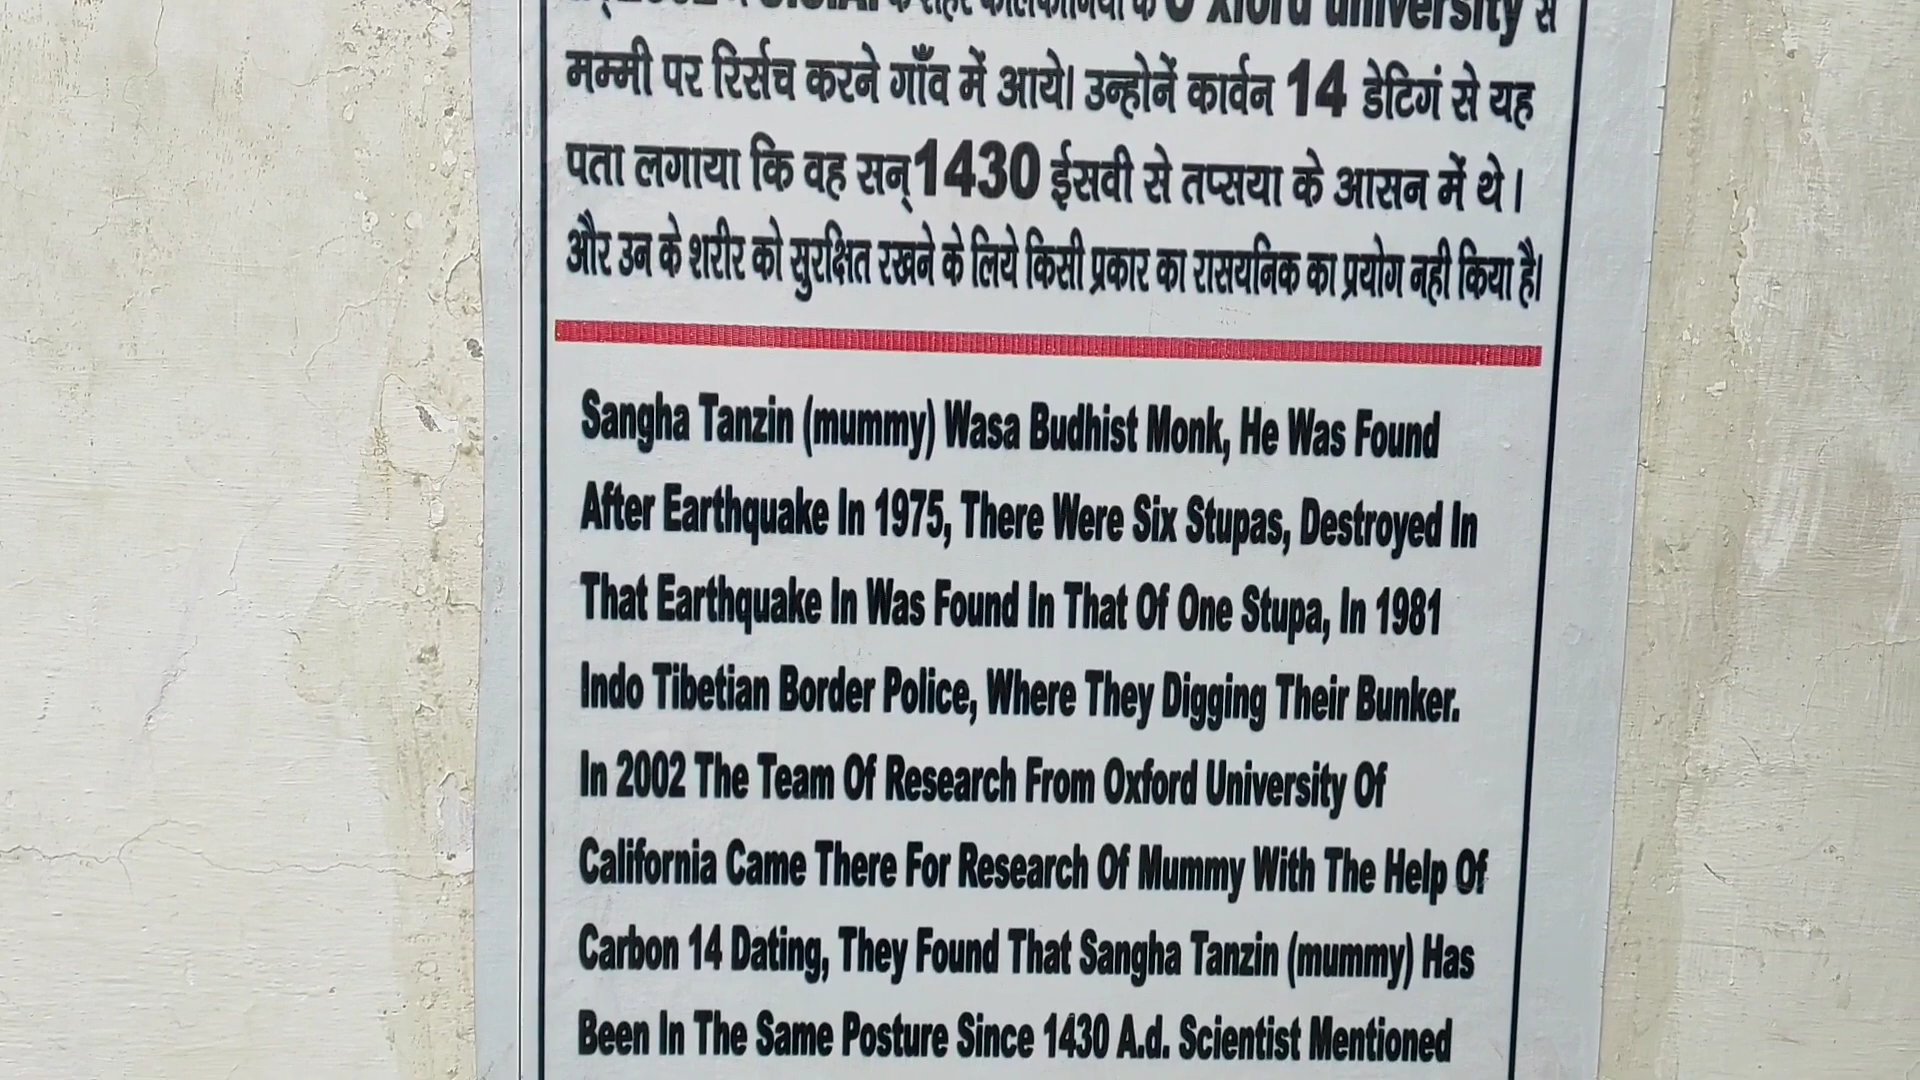 के शहर कैलिफोर्निया के O xford university से
मम्मी पर रिर्सच करने गाँव में आये। उन्होनें कार्वन 14 डेटिगं से यह
पता लगाया कि वह सन् 1430 ईसवी से तप्सया के आसन में थे।
और उन के शरीर को सुरक्षित रखने के लिये किसी प्रकार का रासयनिक का प्रयोग नही किया है।
Sangha Tanzin (mummy) Wasa Budhist Monk, He Was Found
After Earthquake In 1975, There Were Six Stupas, Destroyed In
That Earthquake In Was Found In That Of One Stupa, In 1981
Indo Tibetian Border Police, Where They Digging Their Bunker.
In 2002 The Team Of Research From Oxford University Of
California Came There For Research Of Mummy With The Help Of
Carbon 14 Dating, They Found That Sangha Tanzin (mummy) Has
Been In The Same Posture Since 1430 A.d. Scientist Mentioned